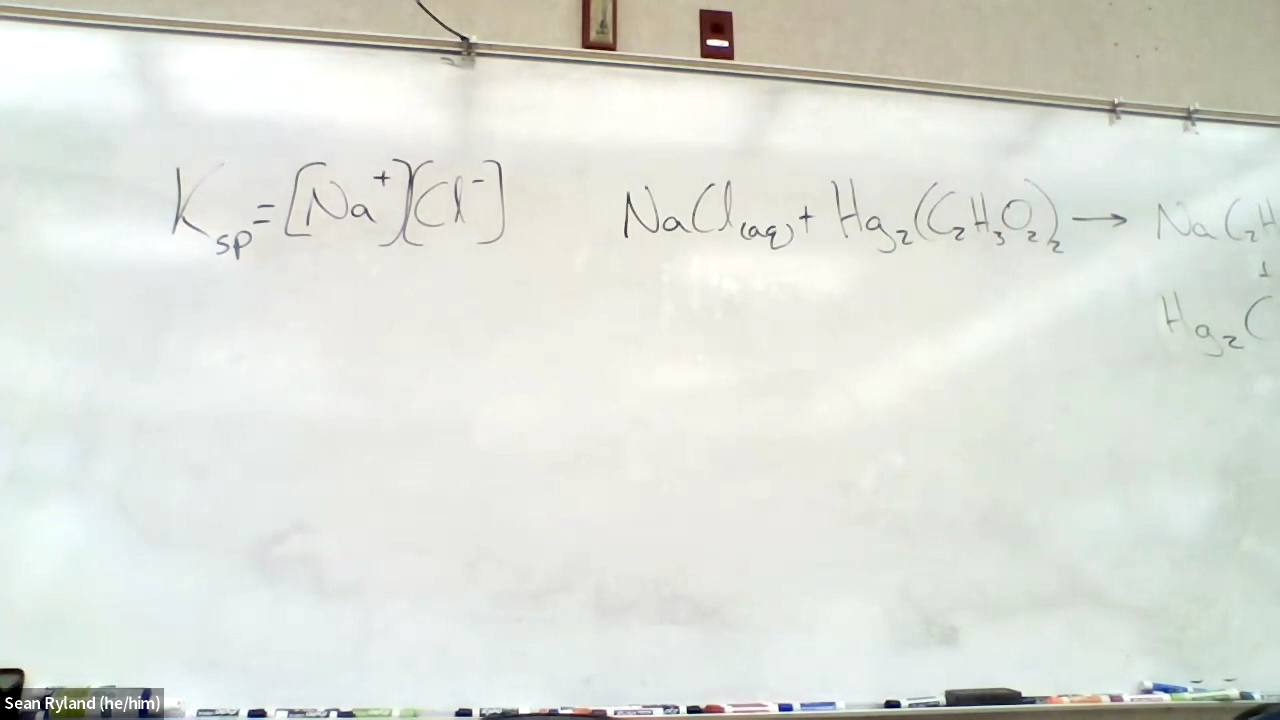 Ksp=[Na⁺][Cl⁻]
NaCl(aq) + Hg₂(C₂H₃O₂)₂ → NaC₂H
Hg₂C
Sean Ryland (he/him)